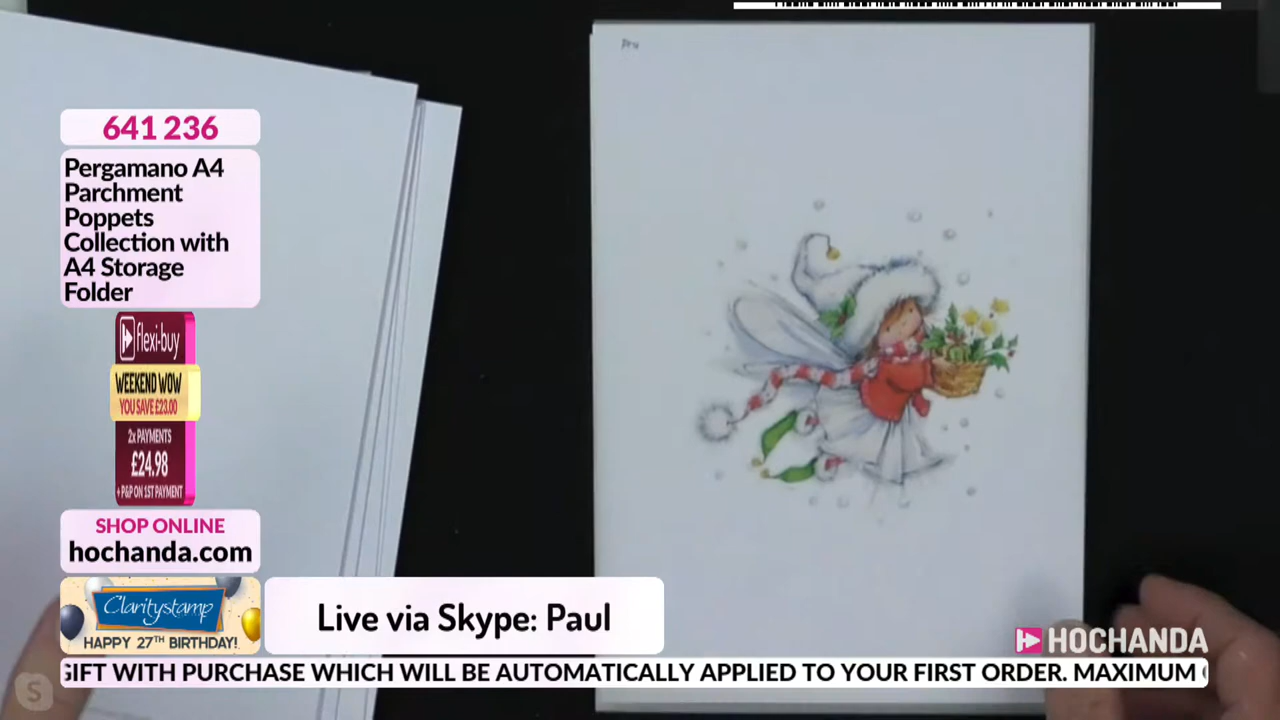 Pru
641 236
Pergamano A4
Parchment
Poppets
Collection with
A4 Storage
Folder
flexi-buy
WEEKEND WOW
YOU SAVE £23.00
2x PAYMENTS
£24.98
+ P&P ON 1ST PAYMENT
SHOP ONLINE
hochanda.com
Claritystamp
HAPPY 27TH BIRTHDAY!
Live via Skype: Paul
HOCHANDA
GIFT WITH PURCHASE WHICH WILL BE AUTOMATICALLY APPLIED TO YOUR FIRST ORDER. MAXIMUM
S